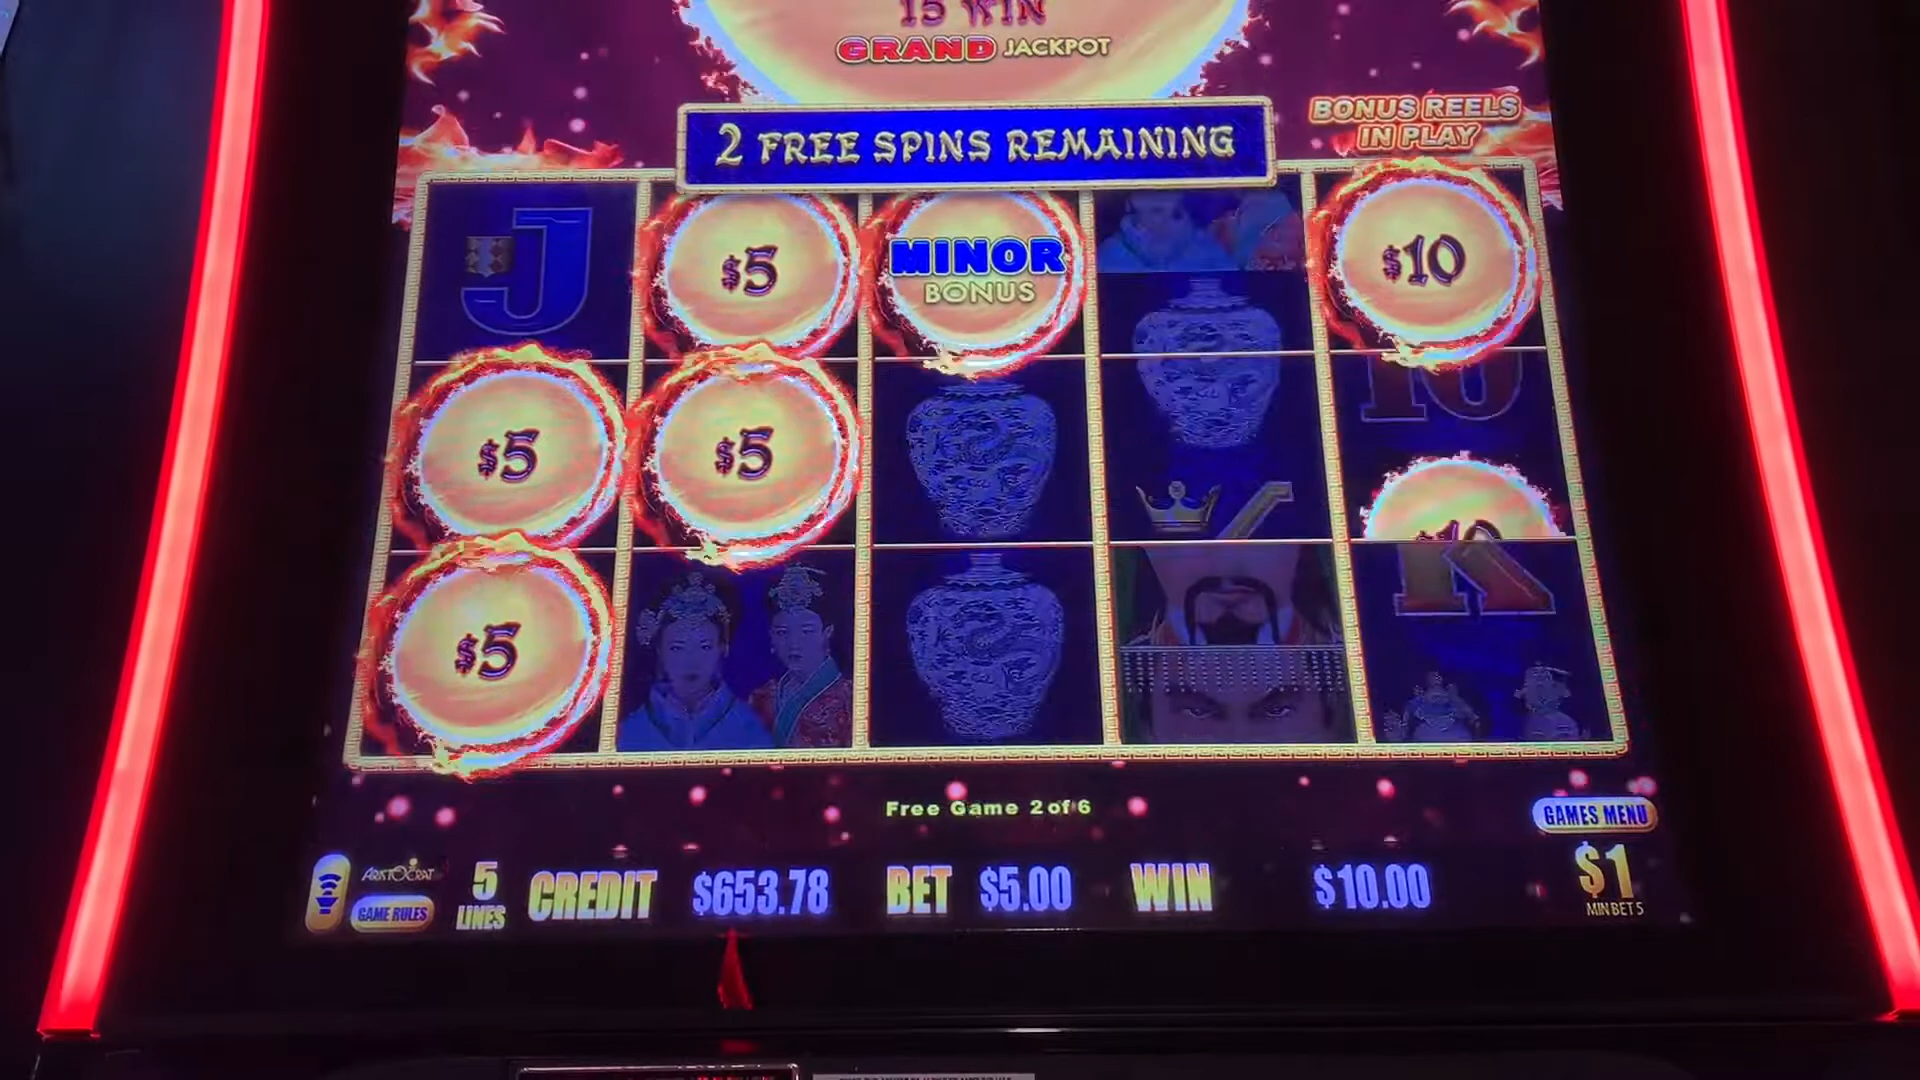 15 WIN
GRAND JACKPOT
2 FREE SPINS REMAINING
BONUS REELS
IN PLAY
J
$5
MINOR
BONUS
$10
10
$5
$5
$10
K
$5
Free Game 2 of 6
GAMES MENU
ARISTOCRAT
GAME RULES
5
LINES
CREDIT $653.78
BET $5.00
WIN $10.00
$1
MIN BET 5